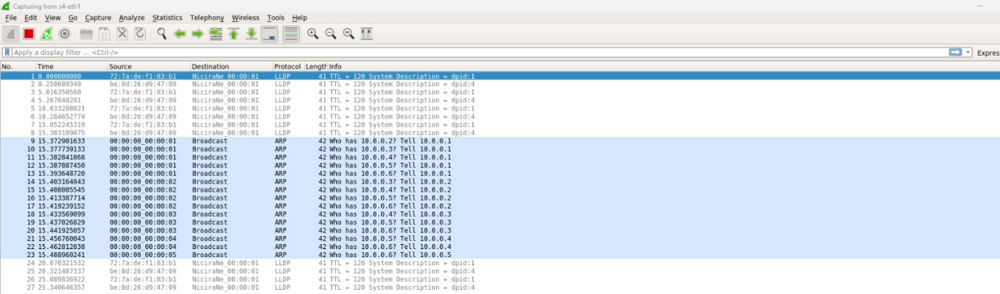 Capturing from s4-eth1
File Edit View Go Capture Analyze Statistics Telephony Wireless Tools Help
Apply a display filter ... <Ctrl-/> Expres
No. Time Source Destination Protocol Length Info
1 0.000000000 72:7a:de:f1:83:b1 NiciraNe_00:00:01 LLDP 41 TTL = 120 System Description = dpid:1
2 0.250689349 be:8d:26:d9:47:09 NiciraNe_00:00:01 LLDP 41 TTL = 120 System Description = dpid:4
3 5.016358560 72:7a:de:f1:83:b1 NiciraNe_00:00:01 LLDP 41 TTL = 120 System Description = dpid:1
4 5.267840291 be:8d:26:d9:47:09 NiciraNe_00:00:01 LLDP 41 TTL = 120 System Description = dpid:4
5 10.033288021 72:7a:de:f1:83:b1 NiciraNe_00:00:01 LLDP 41 TTL = 120 System Description = dpid:1
6 10.284652774 be:8d:26:d9:47:09 NiciraNe_00:00:01 LLDP 41 TTL = 120 System Description = dpid:4
7 15.052245319 72:7a:de:f1:83:b1 NiciraNe_00:00:01 LLDP 41 TTL = 120 System Description = dpid:1
8 15.303109075 be:8d:26:d9:47:09 NiciraNe_00:00:01 LLDP 41 TTL = 120 System Description = dpid:4
9 15.372901633 00:00:00_00:00:01 Broadcast ARP 42 Who has 10.0.0.2? Tell 10.0.0.1
10 15.377739133 00:00:00_00:00:01 Broadcast ARP 42 Who has 10.0.0.3? Tell 10.0.0.1
11 15.382841868 00:00:00_00:00:01 Broadcast ARP 42 Who has 10.0.0.4? Tell 10.0.0.1
12 15.387887450 00:00:00_00:00:01 Broadcast ARP 42 Who has 10.0.0.5? Tell 10.0.0.1
13 15.393648720 00:00:00_00:00:01 Broadcast ARP 42 Who has 10.0.0.6? Tell 10.0.0.1
14 15.403164843 00:00:00_00:00:02 Broadcast ARP 42 Who has 10.0.0.3? Tell 10.0.0.2
15 15.408005545 00:00:00_00:00:02 Broadcast ARP 42 Who has 10.0.0.4? Tell 10.0.0.2
16 15.413387714 00:00:00_00:00:02 Broadcast ARP 42 Who has 10.0.0.5? Tell 10.0.0.2
17 15.419239152 00:00:00_00:00:02 Broadcast ARP 42 Who has 10.0.0.6? Tell 10.0.0.2
18 15.433569099 00:00:00_00:00:03 Broadcast ARP 42 Who has 10.0.0.4? Tell 10.0.0.3
19 15.437026829 00:00:00_00:00:03 Broadcast ARP 42 Who has 10.0.0.5? Tell 10.0.0.3
20 15.441925057 00:00:00_00:00:03 Broadcast ARP 42 Who has 10.0.0.6? Tell 10.0.0.3
21 15.456760043 00:00:00_00:00:04 Broadcast ARP 42 Who has 10.0.0.5? Tell 10.0.0.4
22 15.462812838 00:00:00_00:00:04 Broadcast ARP 42 Who has 10.0.0.6? Tell 10.0.0.4
23 15.488960241 00:00:00_00:00:05 Broadcast ARP 42 Who has 10.0.0.6? Tell 10.0.0.5
24 20.070321532 72:7a:de:f1:83:b1 NiciraNe_00:00:01 LLDP 41 TTL = 120 System Description = dpid:1
25 20.321487337 be:8d:26:d9:47:09 NiciraNe_00:00:01 LLDP 41 TTL = 120 System Description = dpid:4
26 25.089836922 72:7a:de:f1:83:b1 NiciraNe_00:00:01 LLDP 41 TTL = 120 System Description = dpid:1
27 25.340646357 be:8d:26:d9:47:09 NiciraNe_00:00:01 LLDP 41 TTL = 120 System Description = dpid:4